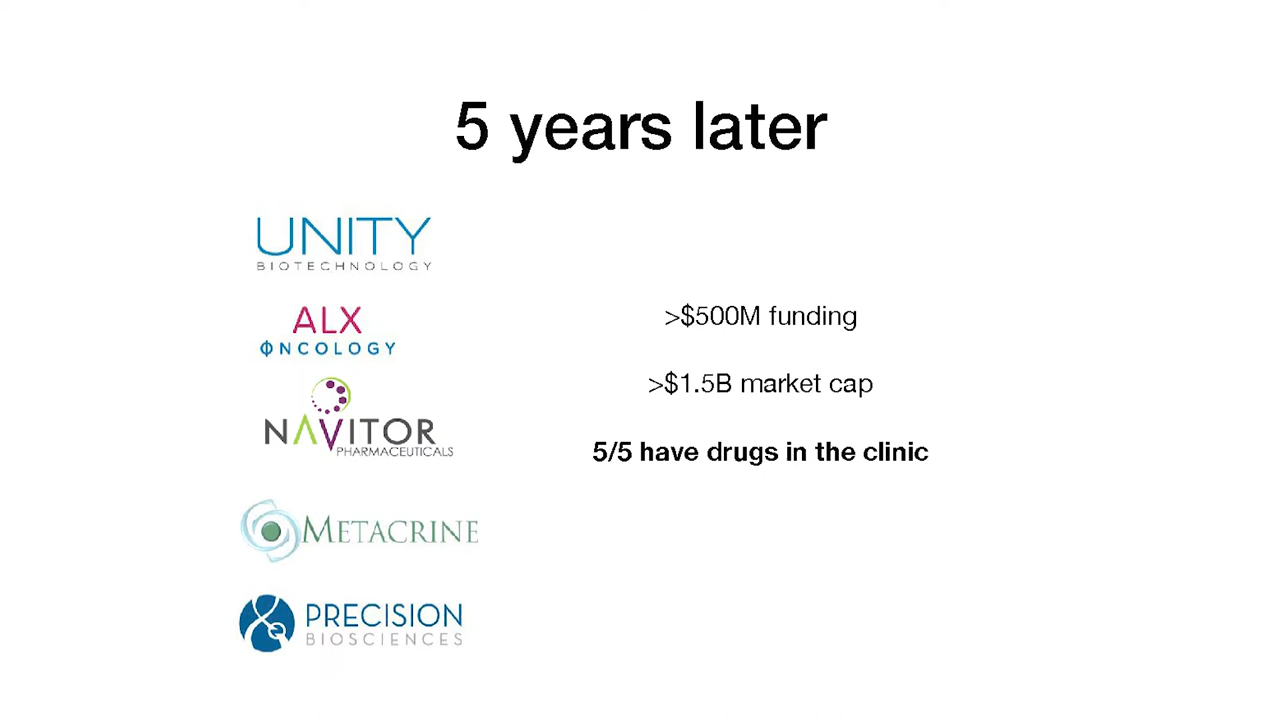 5 years later
UNITY
BIOTECHNOLOGY
ALX
ONCOLOGY
NAVITOR
PHARMACEUTICALS
METACRINE
PRECISION
BIOSCIENCES
>$500M funding
>$1.5B market cap
5/5 have drugs in the clinic